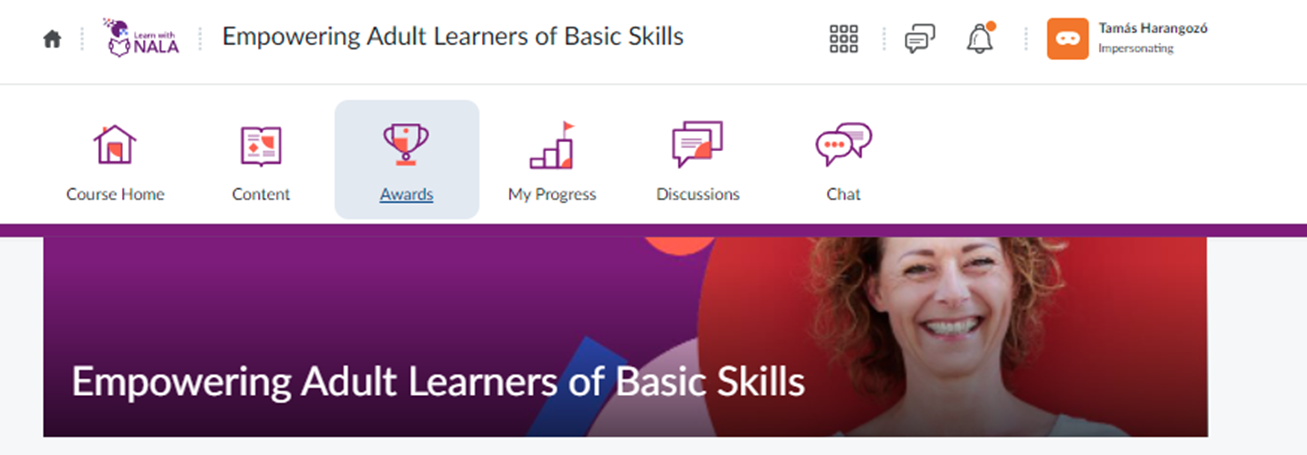 Learn with
NALA
Empowering Adult Learners of Basic Skills
Tamás Harangozó
Impersonating
Course Home
Content
Awards
My Progress
Discussions
Chat
Empowering Adult Learners of Basic Skills